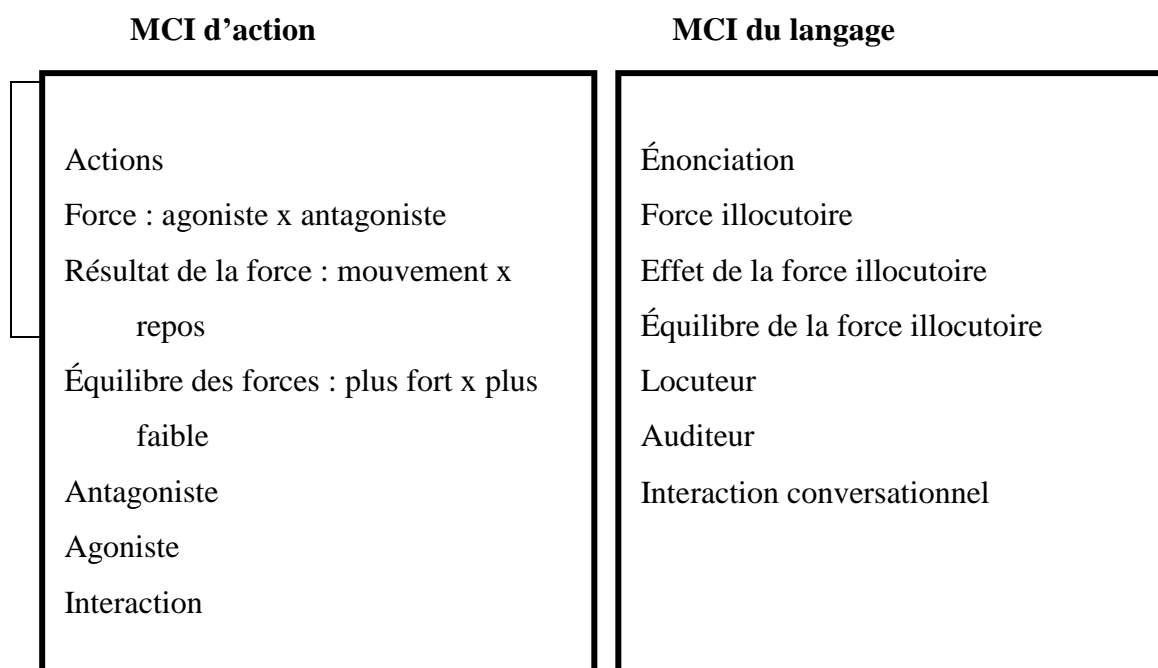 MCI d’action
MCI du langage
Actions
Force : agoniste x antagoniste
Résultat de la force : mouvement x
repos
Équilibre des forces : plus fort x plus
faible
Antagoniste
Agoniste
Interaction
Énonciation
Force illocutoire
Effet de la force illocutoire
Équilibre de la force illocutoire
Locuteur
Auditeur
Interaction conversationnel